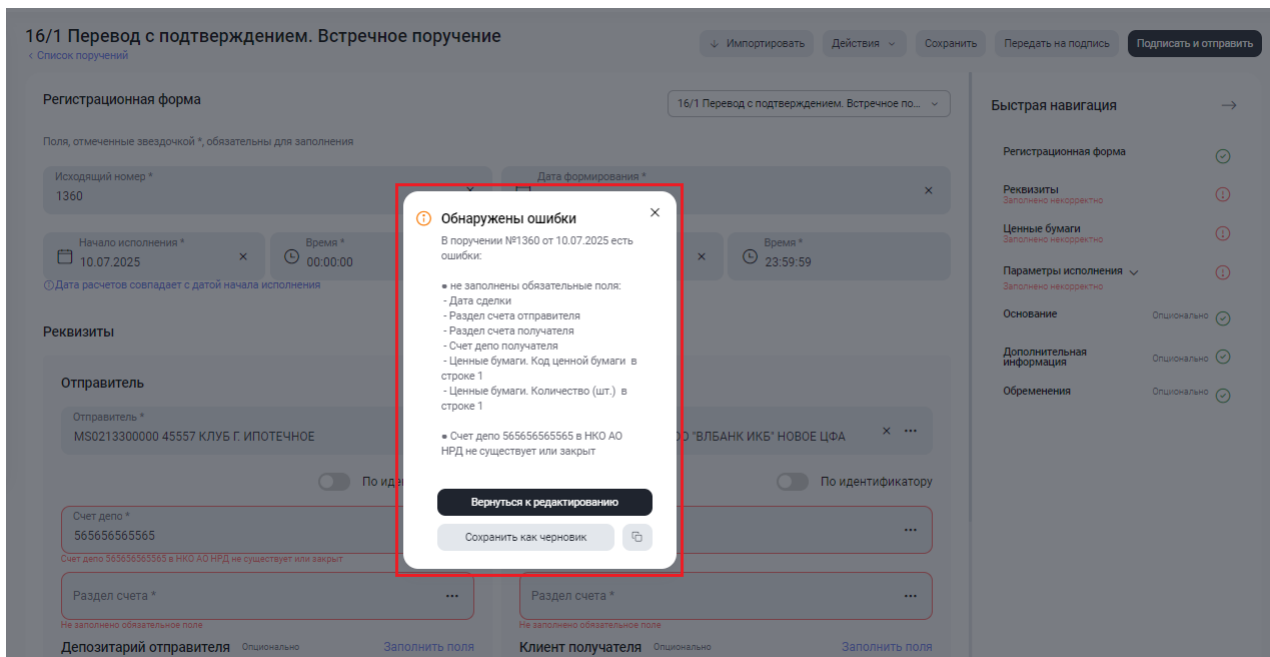 16/1 Перевод с подтверждением. Встречное поручение
< Список поручений
Импортировать
Действия
Сохранить
Передать на подпись
Подписать и отправить
Регистрационная форма
16/1 Перевод с подтверждением. Встречное по...
Поля, отмеченные звездочкой *, обязательны для заполнения
Исходящий номер *
1360
Дата формирования *
Начало исполнения *
10.07.2025
Время *
00:00:00
Время *
23:59:59
Дата расчетов совпадает с датой начала исполнения
Реквизиты
Отправитель
Отправитель *
MS0213300000 45557 КЛУБ Г. ИПОТЕЧНОЕ
"ВЛБАНК ИКБ" НОВОЕ ЦФА
По
По идентификатору
Счет депо *
565656565565
Счет депо 565656565565 в НКО АО НРД не существует или закрыт
Раздел счета *
Не заполнено обязательное поле
Раздел счета *
Не заполнено обязательное поле
Депозитарий отправителя Опционально
Заполнить поля
Клиент получателя Опционально
Заполнить поля
Обнаружены ошибки
В поручении №1360 от 10.07.2025 есть
ошибки:
• не заполнены обязательные поля:
- Дата сделки
- Раздел счета отправителя
- Раздел счета получателя
- Счет депо получателя
- Ценные бумаги. Код ценной бумаги в
строке 1
- Ценные бумаги. Количество (шт.) в
строке 1
• Счет депо 565656565565 в НКО АО
НРД не существует или закрыт
Вернуться к редактированию
Сохранить как черновик
Быстрая навигация
Регистрационная форма
Реквизиты
Заполнено некорректно
Ценные бумаги
Заполнено некорректно
Параметры исполнения
Заполнено некорректно
Основание
Опционально
Дополнительная
информация
Опционально
Обременения
Опционально